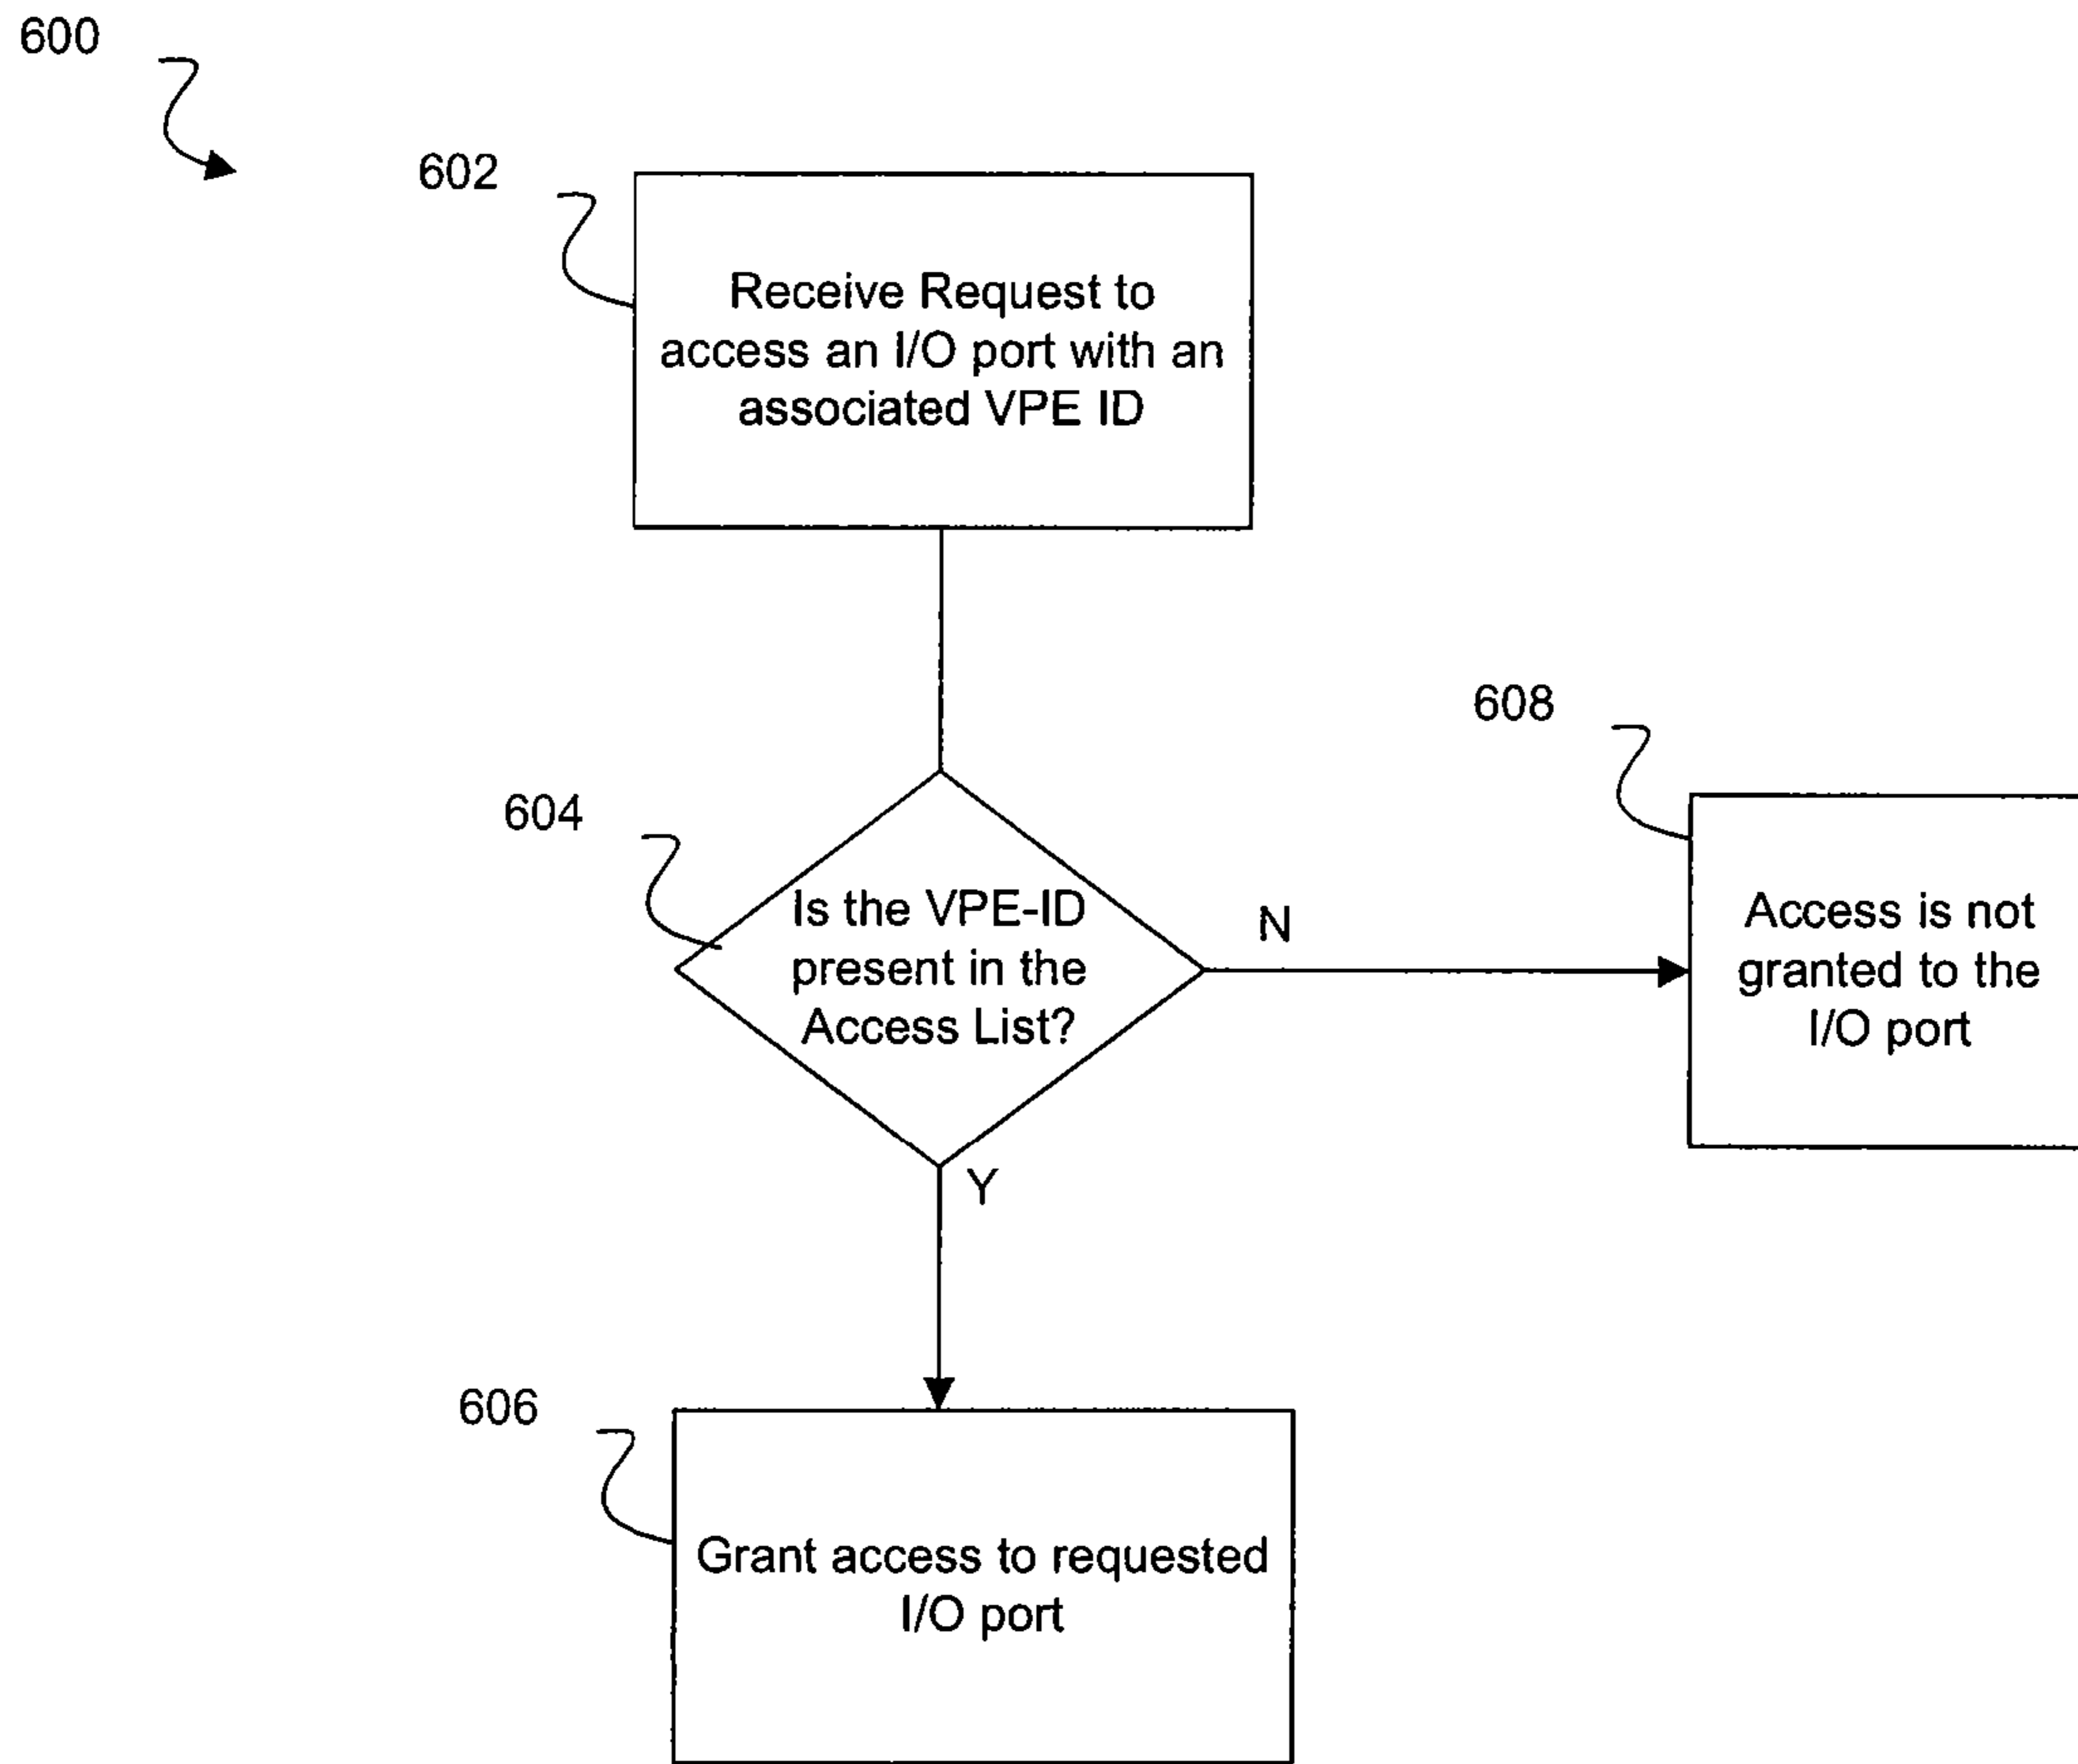 600
602
Receive Request to
access an I/O port with an
associated VPE ID
604
Is the VPE-ID
present in the
Access List?
N
608
Access is not
granted to the
I/O port
Y
606
Grant access to requested
I/O port